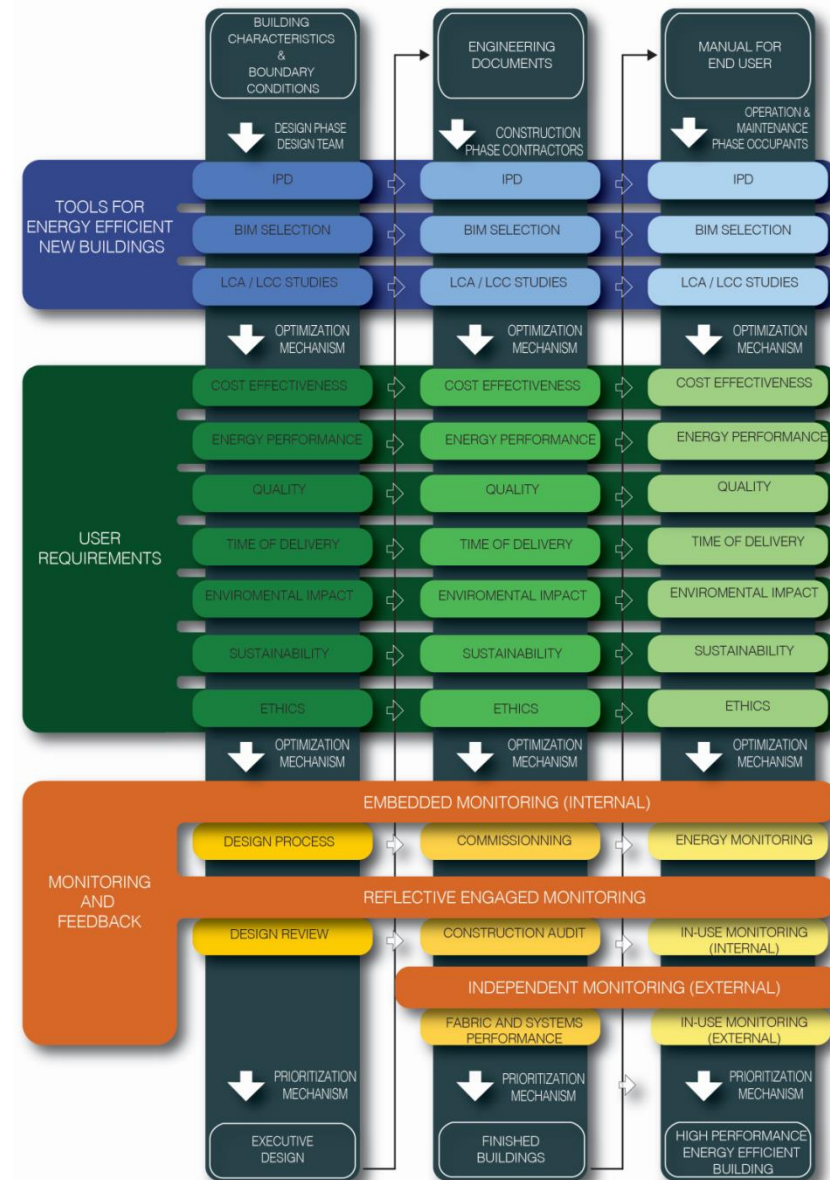 BUILDING
CHARACTERISTICS
&
BOUNDARY
CONDITIONS
ENGINEERING
DOCUMENTS
MANUAL FOR
END USER
DESIGN PHASE
DESIGN TEAM
CONSTRUCTION
PHASE CONTRACTORS
OPERATION &
MAINTENANCE
PHASE OCCUPANTS
TOOLS FOR
ENERGY EFFICIENT
NEW BUILDINGS
IPD
IPD
IPD
BIM SELECTION
BIM SELECTION
BIM SELECTION
LCA / LCC STUDIES
LCA / LCC STUDIES
LCA / LCC STUDIES
OPTIMIZATION
MECHANISM
OPTIMIZATION
MECHANISM
OPTIMIZATION
MECHANISM
USER
REQUIREMENTS
COST EFFECTIVENESS
COST EFFECTIVENESS
COST EFFECTIVENESS
ENERGY PERFORMANCE
ENERGY PERFORMANCE
ENERGY PERFORMANCE
QUALITY
QUALITY
QUALITY
TIME OF DELIVERY
TIME OF DELIVERY
TIME OF DELIVERY
ENVIROMENTAL IMPACT
ENVIROMENTAL IMPACT
ENVIROMENTAL IMPACT
SUSTAINABILITY
SUSTAINABILITY
SUSTAINABILITY
ETHICS
ETHICS
ETHICS
OPTIMIZATION
MECHANISM
OPTIMIZATION
MECHANISM
OPTIMIZATION
MECHANISM
MONITORING
AND
FEEDBACK
EMBEDDED MONITORING (INTERNAL)
DESIGN PROCESS
COMMISSIONNING
ENERGY MONITORING
REFLECTIVE ENGAGED MONITORING
DESIGN REVIEW
CONSTRUCTION AUDIT
IN-USE MONITORING
(INTERNAL)
INDEPENDENT MONITORING (EXTERNAL)
FABRIC AND SYSTEMS
PERFORMANCE
IN-USE MONITORING
(EXTERNAL)
PRIORITIZATION
MECHANISM
PRIORITIZATION
MECHANISM
PRIORITIZATION
MECHANISM
EXECUTIVE
DESIGN
FINISHED
BUILDINGS
HIGH PERFORMANCE
ENERGY EFFICIENT
BUILDING